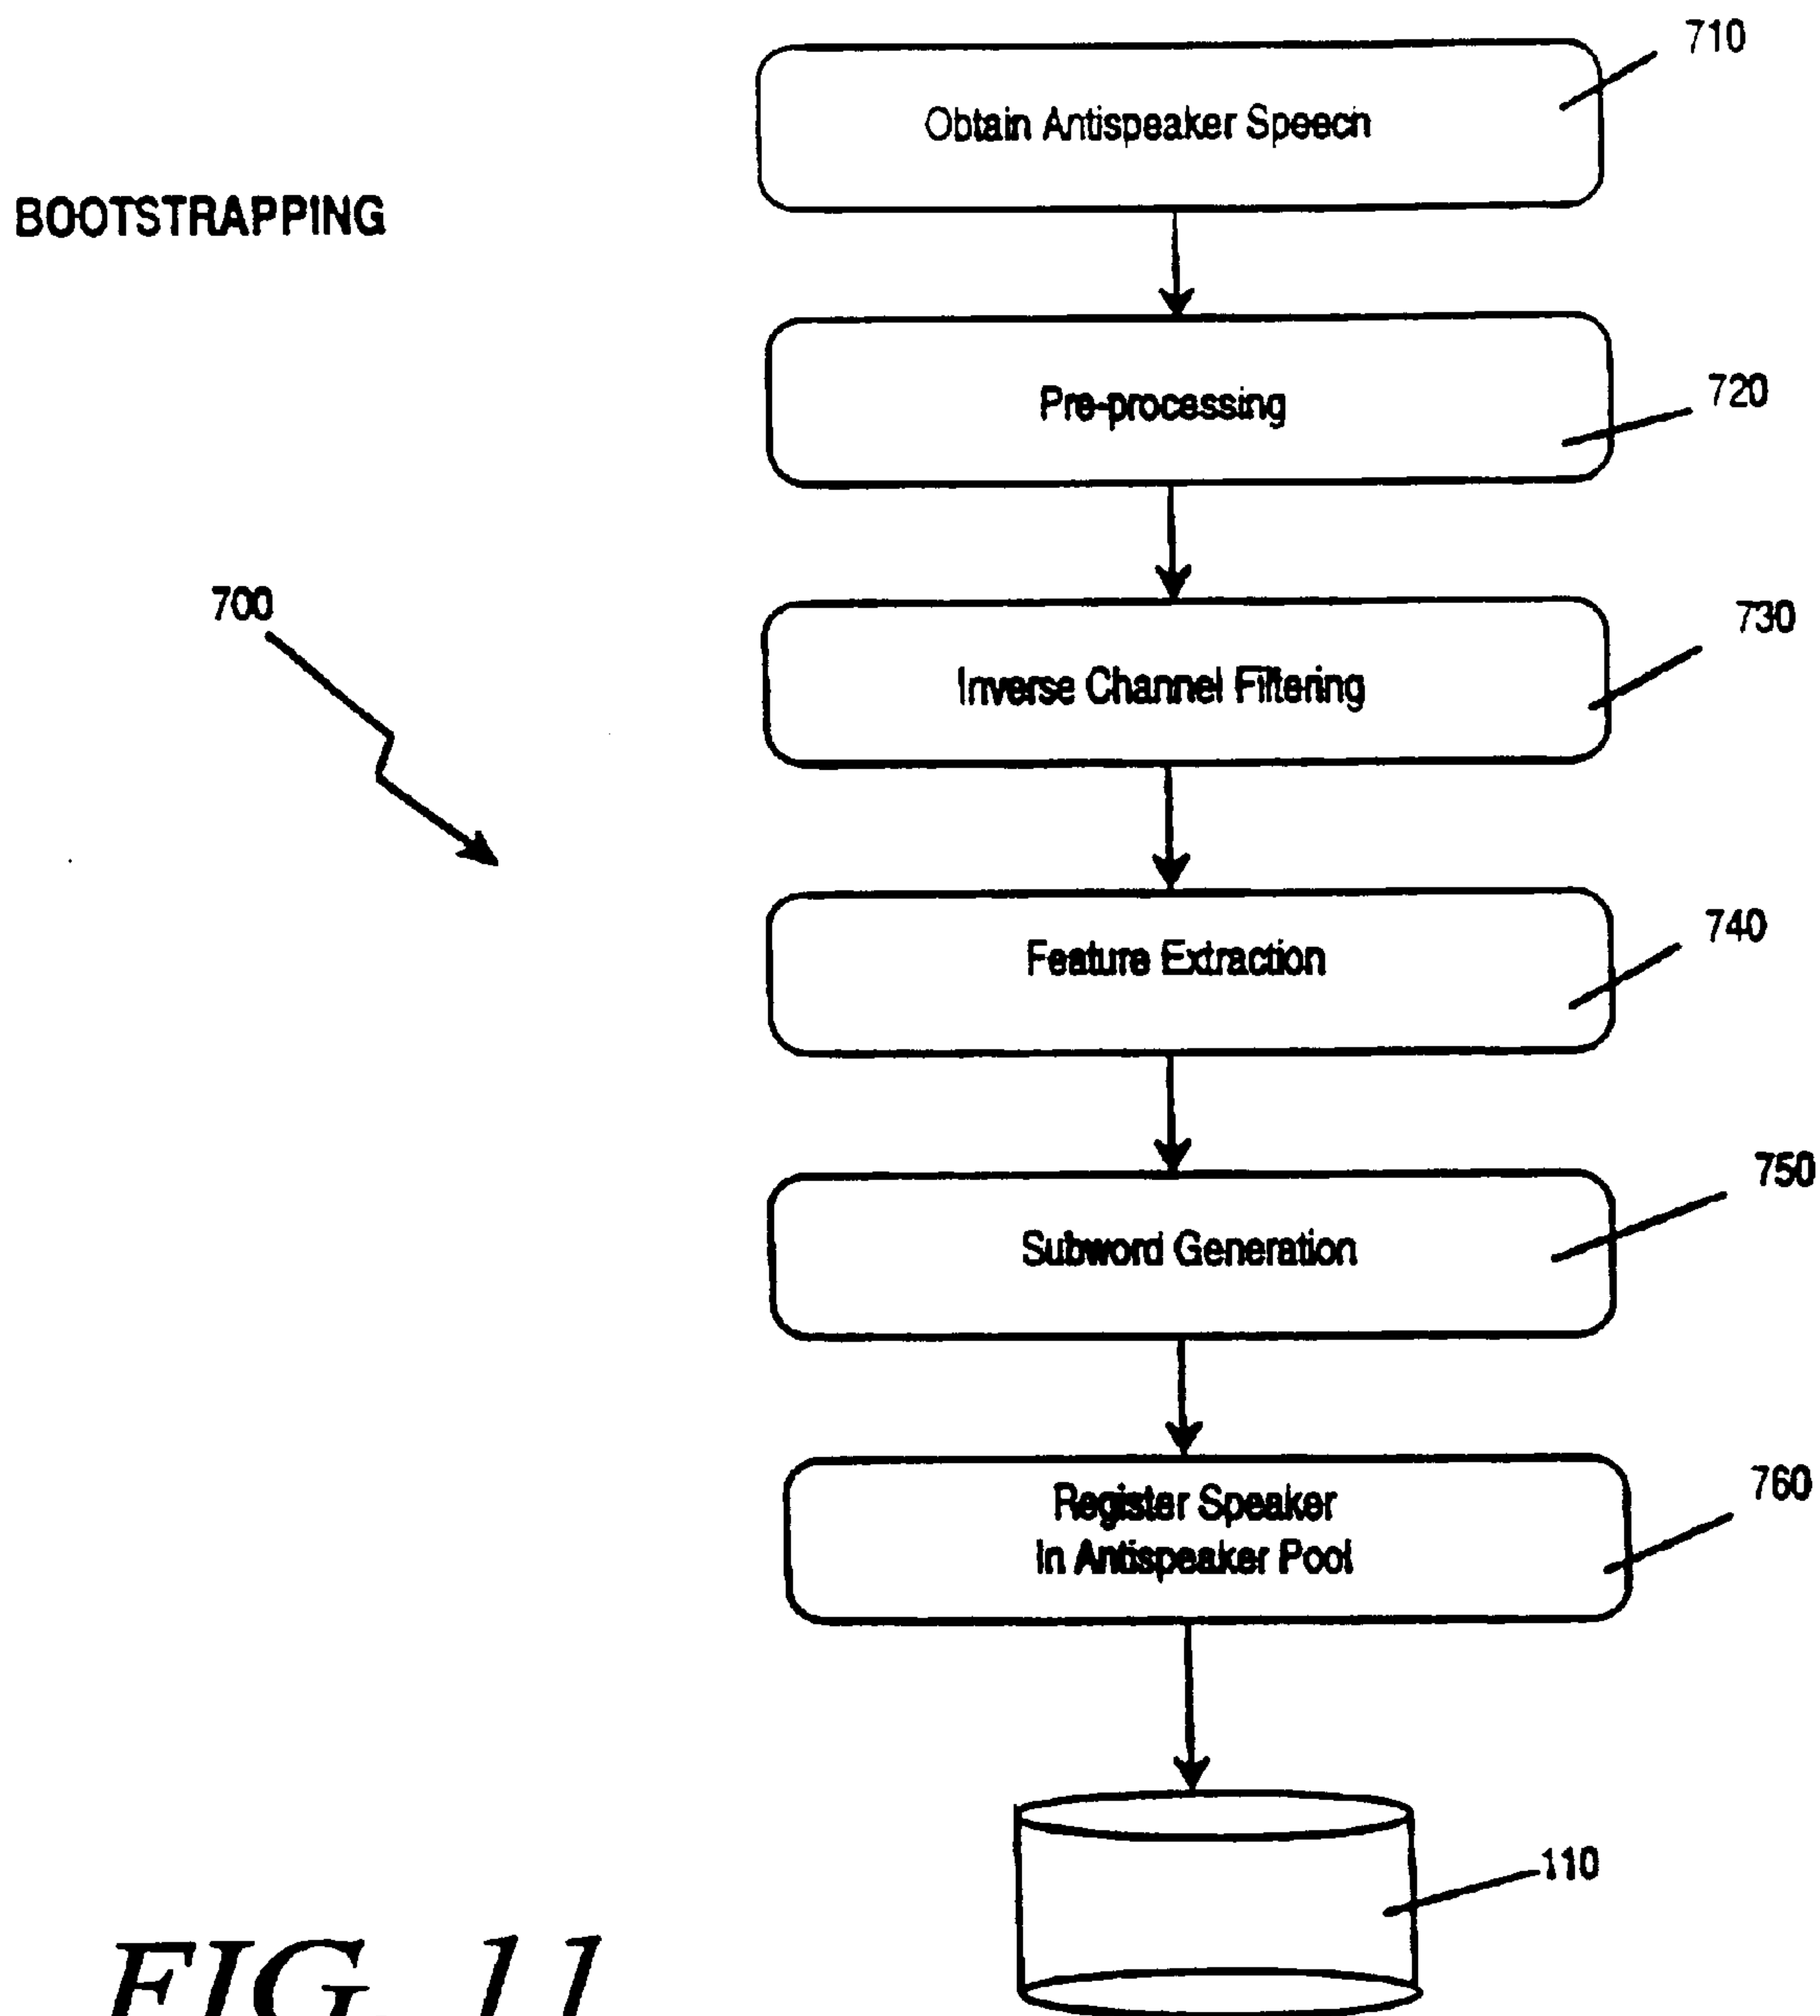 710
Obtain Antispeaker Speech
BOOTSTRAPPING
Pre-processing
720
700
730
Inverse Channel Filtering
740
Feature Extraction
750
Subword Generation
760
Register Speaker
In Antispeaker Pool
110
FIG. 11